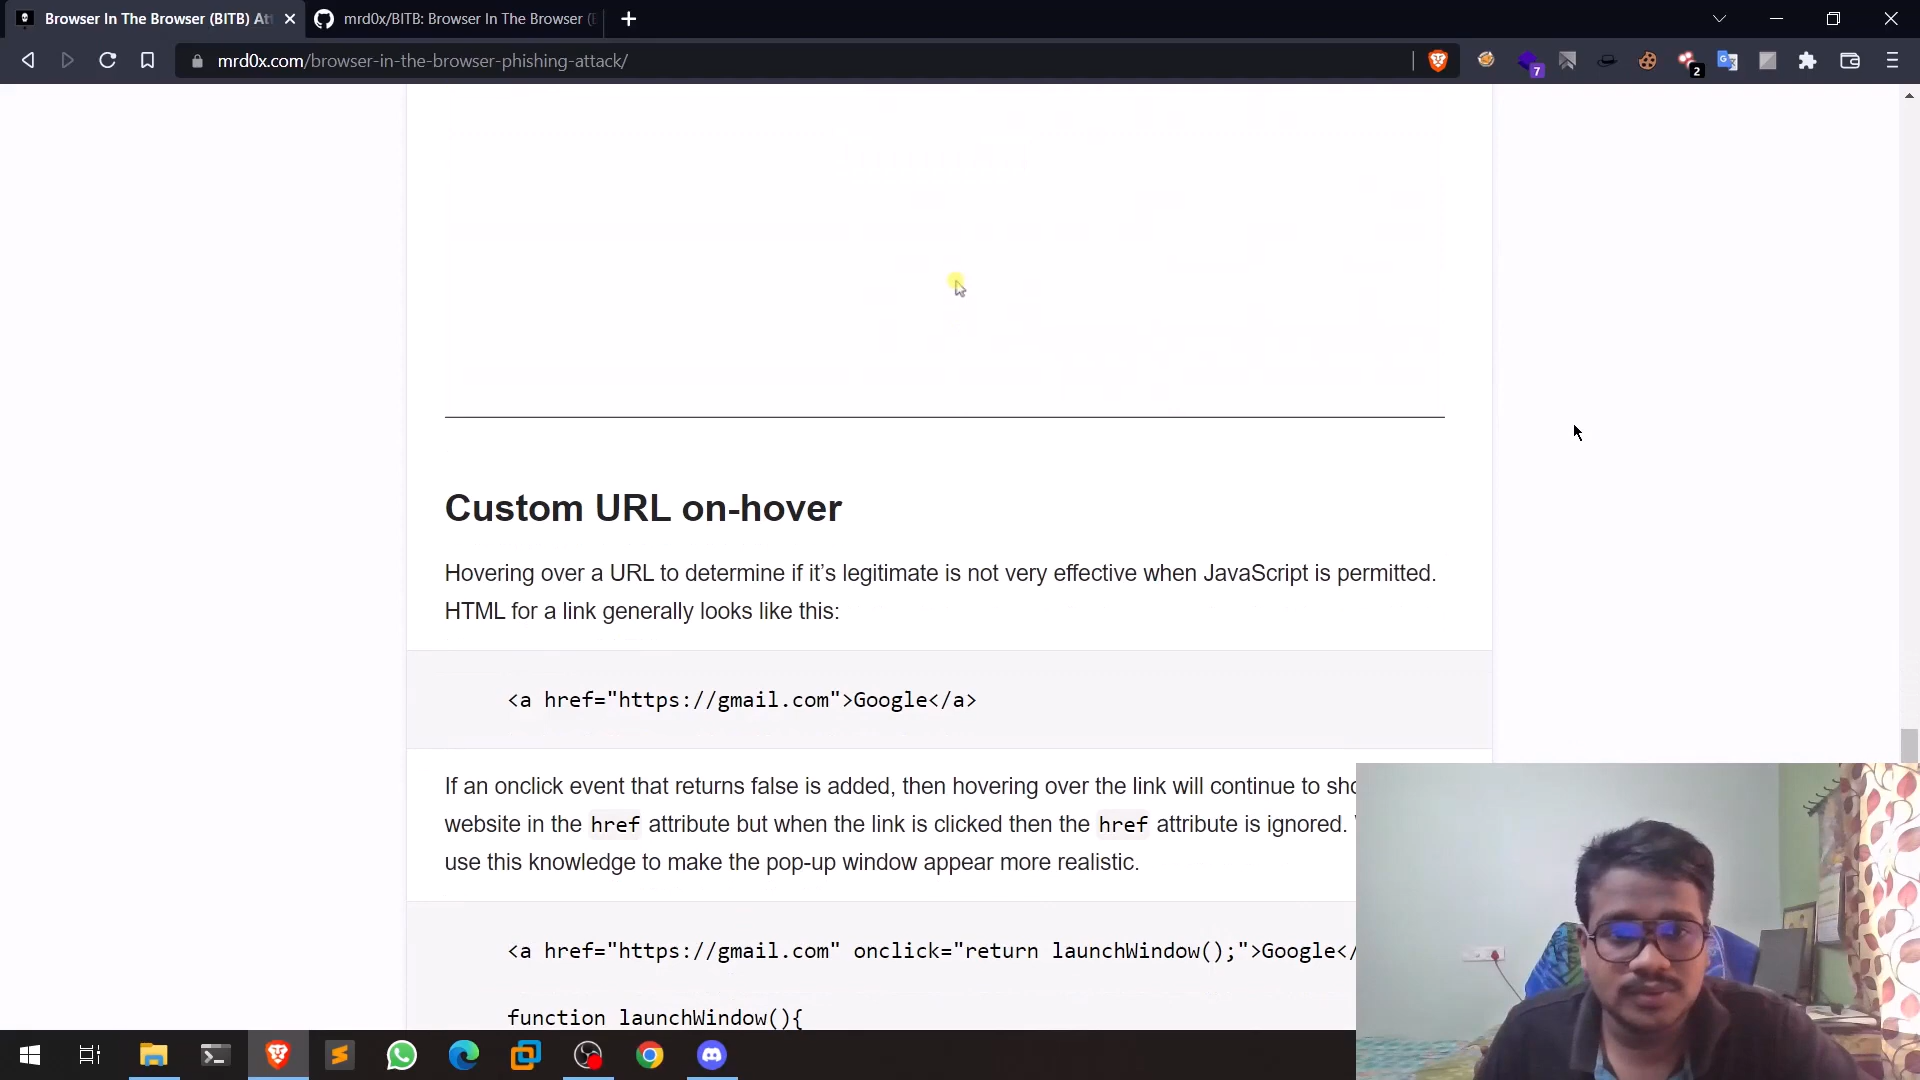 Browser In The Browser (BITB) At
mrd0x/BITB: Browser In The Browser (
mrd0x.com/browser-in-the-browser-phishing-attack/
7
2
Custom URL on-hover
Hovering over a URL to determine if it’s legitimate is not very effective when JavaScript is permitted.
HTML for a link generally looks like this:
<a href="https://gmail.com">Google</a>
If an onclick event that returns false is added, then hovering over the link will continue to sho
website in the href attribute but when the link is clicked then the href attribute is ignored.
use this knowledge to make the pop-up window appear more realistic.
<a href="https://gmail.com" onclick="return launchWindow();">Google</
function launchWindow(){